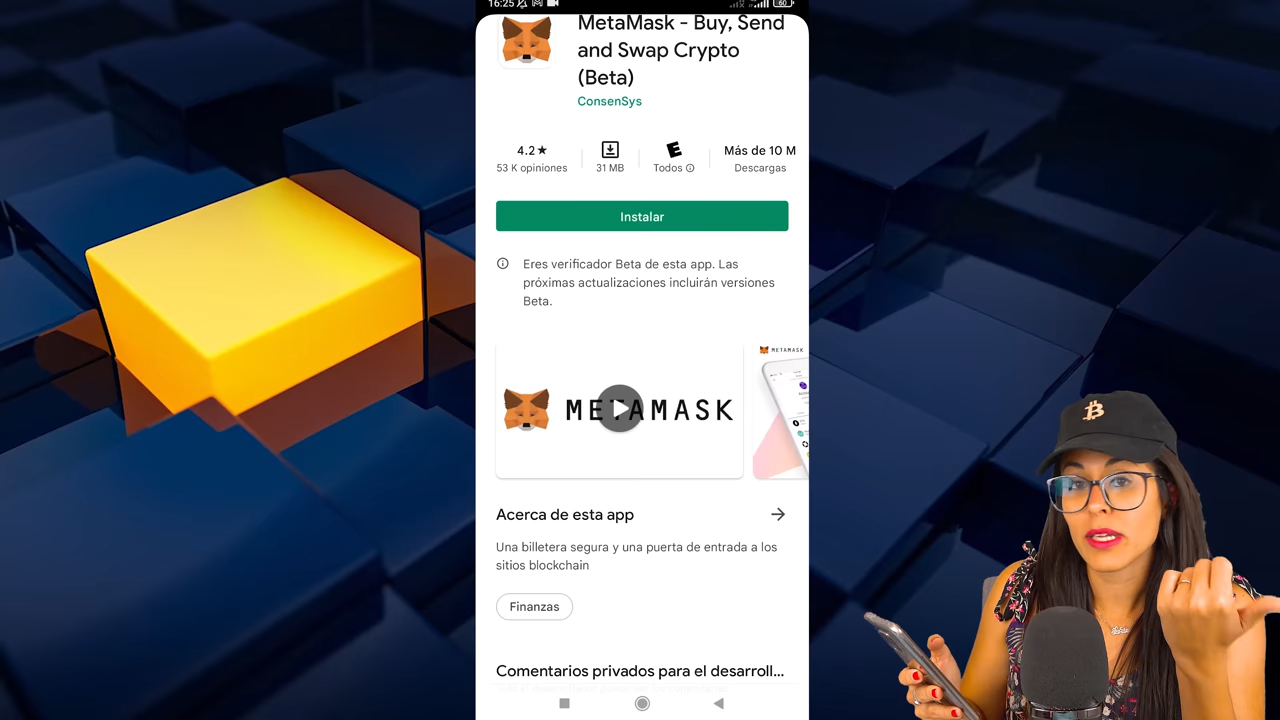 16:25
60
MetaMask - Buy, Send
and Swap Crypto
(Beta)
ConsenSys
4.2★
53 K opiniones
31 MB
E
Todos
Más de 10 M
Descargas
Instalar
Eres verificador Beta de esta app. Las
próximas actualizaciones incluirán versiones
Beta.
METAMASK
METAMASK
Acerca de esta app
Una billetera segura y una puerta de entrada a los
sitios blockchain
Finanzas
Comentarios privados para el desarroll...